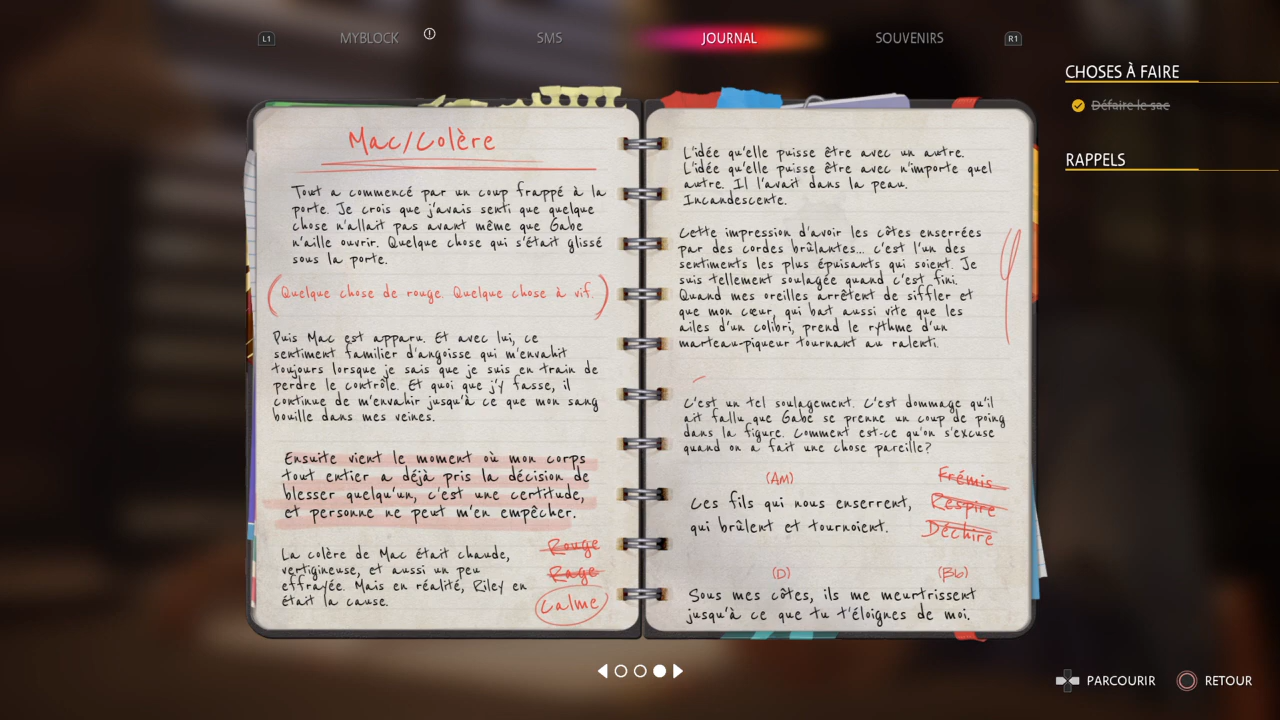 L1
MYBLOCK
SMS
JOURNAL
SOUVENIRS
R1
CHOSES À FAIRE
Défaire le sac
RAPPELS
Mac/Colère
Tout a commencé par un coup frappé à la
porte. Je crois que j'avais senti que quelque
chose n'allait pas avant même que Gabe
n'aille ouvrir. Quelque chose qui s'était glissé
sous la porte.
(Quelque chose de rouge. Quelque chose à vif.)
Puis Mac est apparu. Et avec lui, ce
sentiment familier d'angoisse qui m'envahit
toujours lorsque je sais que je suis en train de
perdre le contrôle. Et quoi que j'y fasse, il
continue de m'envahir jusqu'à ce que mon sang
bouille dans mes veines.
Ensuite vient le moment où mon corps
tout entier a déjà pris la décision de
blesser quelqu'un, c'est une certitude,
et personne ne peut m'en empêcher.
La colère de Mac était chaude,
vertigineuse, et aussi un peu
effrayée. Mais en réalité, Riley en
était la cause.
Rouge
Rage
Calme
L'idée qu'elle puisse être avec un autre.
L'idée qu'elle puisse être avec n'importe quel
autre. Il l'avait dans la peau.
Incandescente.
Cette impression d'avoir les côtes enserrées
par des cordes brûlantes... c'est l'un des
sentiments les plus épuisants qui soient. Je
suis tellement soulagée quand c'est fini.
Quand mes oreilles arrêtent de siffler et
que mon cœur, qui bat aussi vite que les
ailes d'un colibri, prend le rythme d'un
marteau-piqueur tournant au ralenti.
C'est un tel soulagement. C'est dommage qu'il
ait fallu que Gabe se prenne un coup de poing
dans la figure. Comment est-ce qu'on s'excuse
quand on a fait une chose pareille?
(AM)
Ces fils qui nous enserrent,
qui brûlent et tournoient.
Frémis
Respire
Déchire
(D) (Bb)
Sous mes côtes, ils me meurtrissent
jusqu'à ce que tu t'éloignes de moi.
PARCOURIR
RETOUR